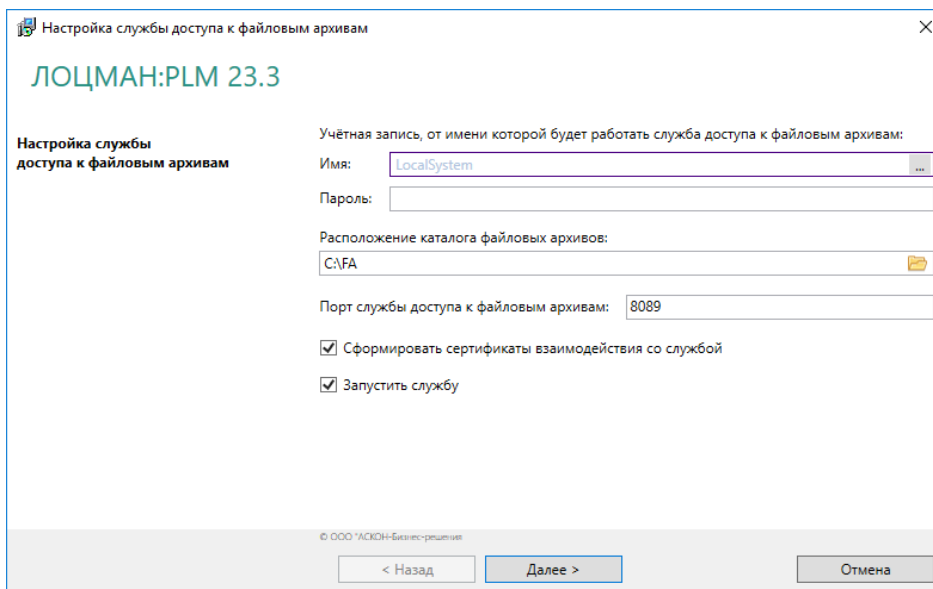 Настройка службы доступа к файловым архивам
ЛОЦМАН:PLM 23.3
Настройка службы
доступа к файловым архивам
Учётная запись, от имени которой будет работать служба доступа к файловым архивам:
Имя: LocalSystem ...
Пароль:
Расположение каталога файловых архивов:
C:\FA
Порт службы доступа к файловым архивам: 8089
Сформировать сертификаты взаимодействия со службой
Запустить службу
© ООО "АСКОН-Бизнес-решения
< Назад Далее > Отмена